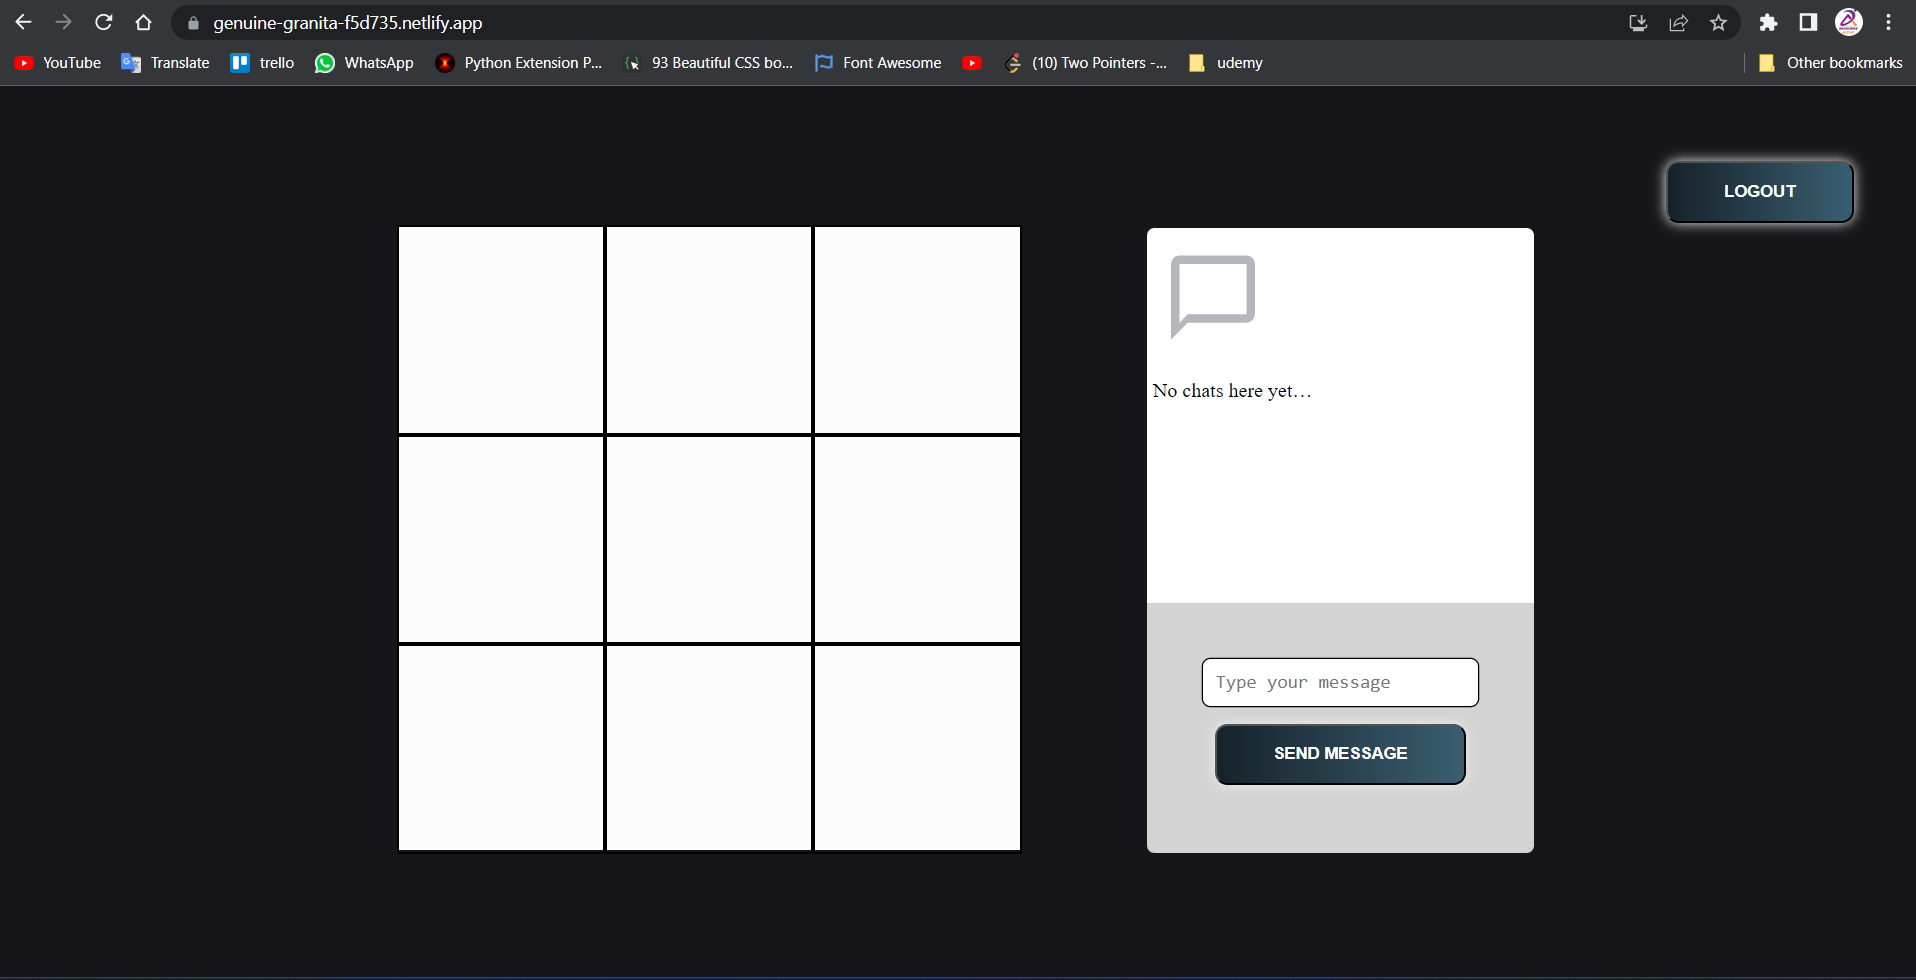 genuine-granita-f5d735.netlify.app
YouTube Translate trello WhatsApp Python Extension P... 93 Beautiful CSS bo... Font Awesome (10) Two Pointers -... udemy Other bookmarks
LOGOUT
No chats here yet…
Type your message
SEND MESSAGE